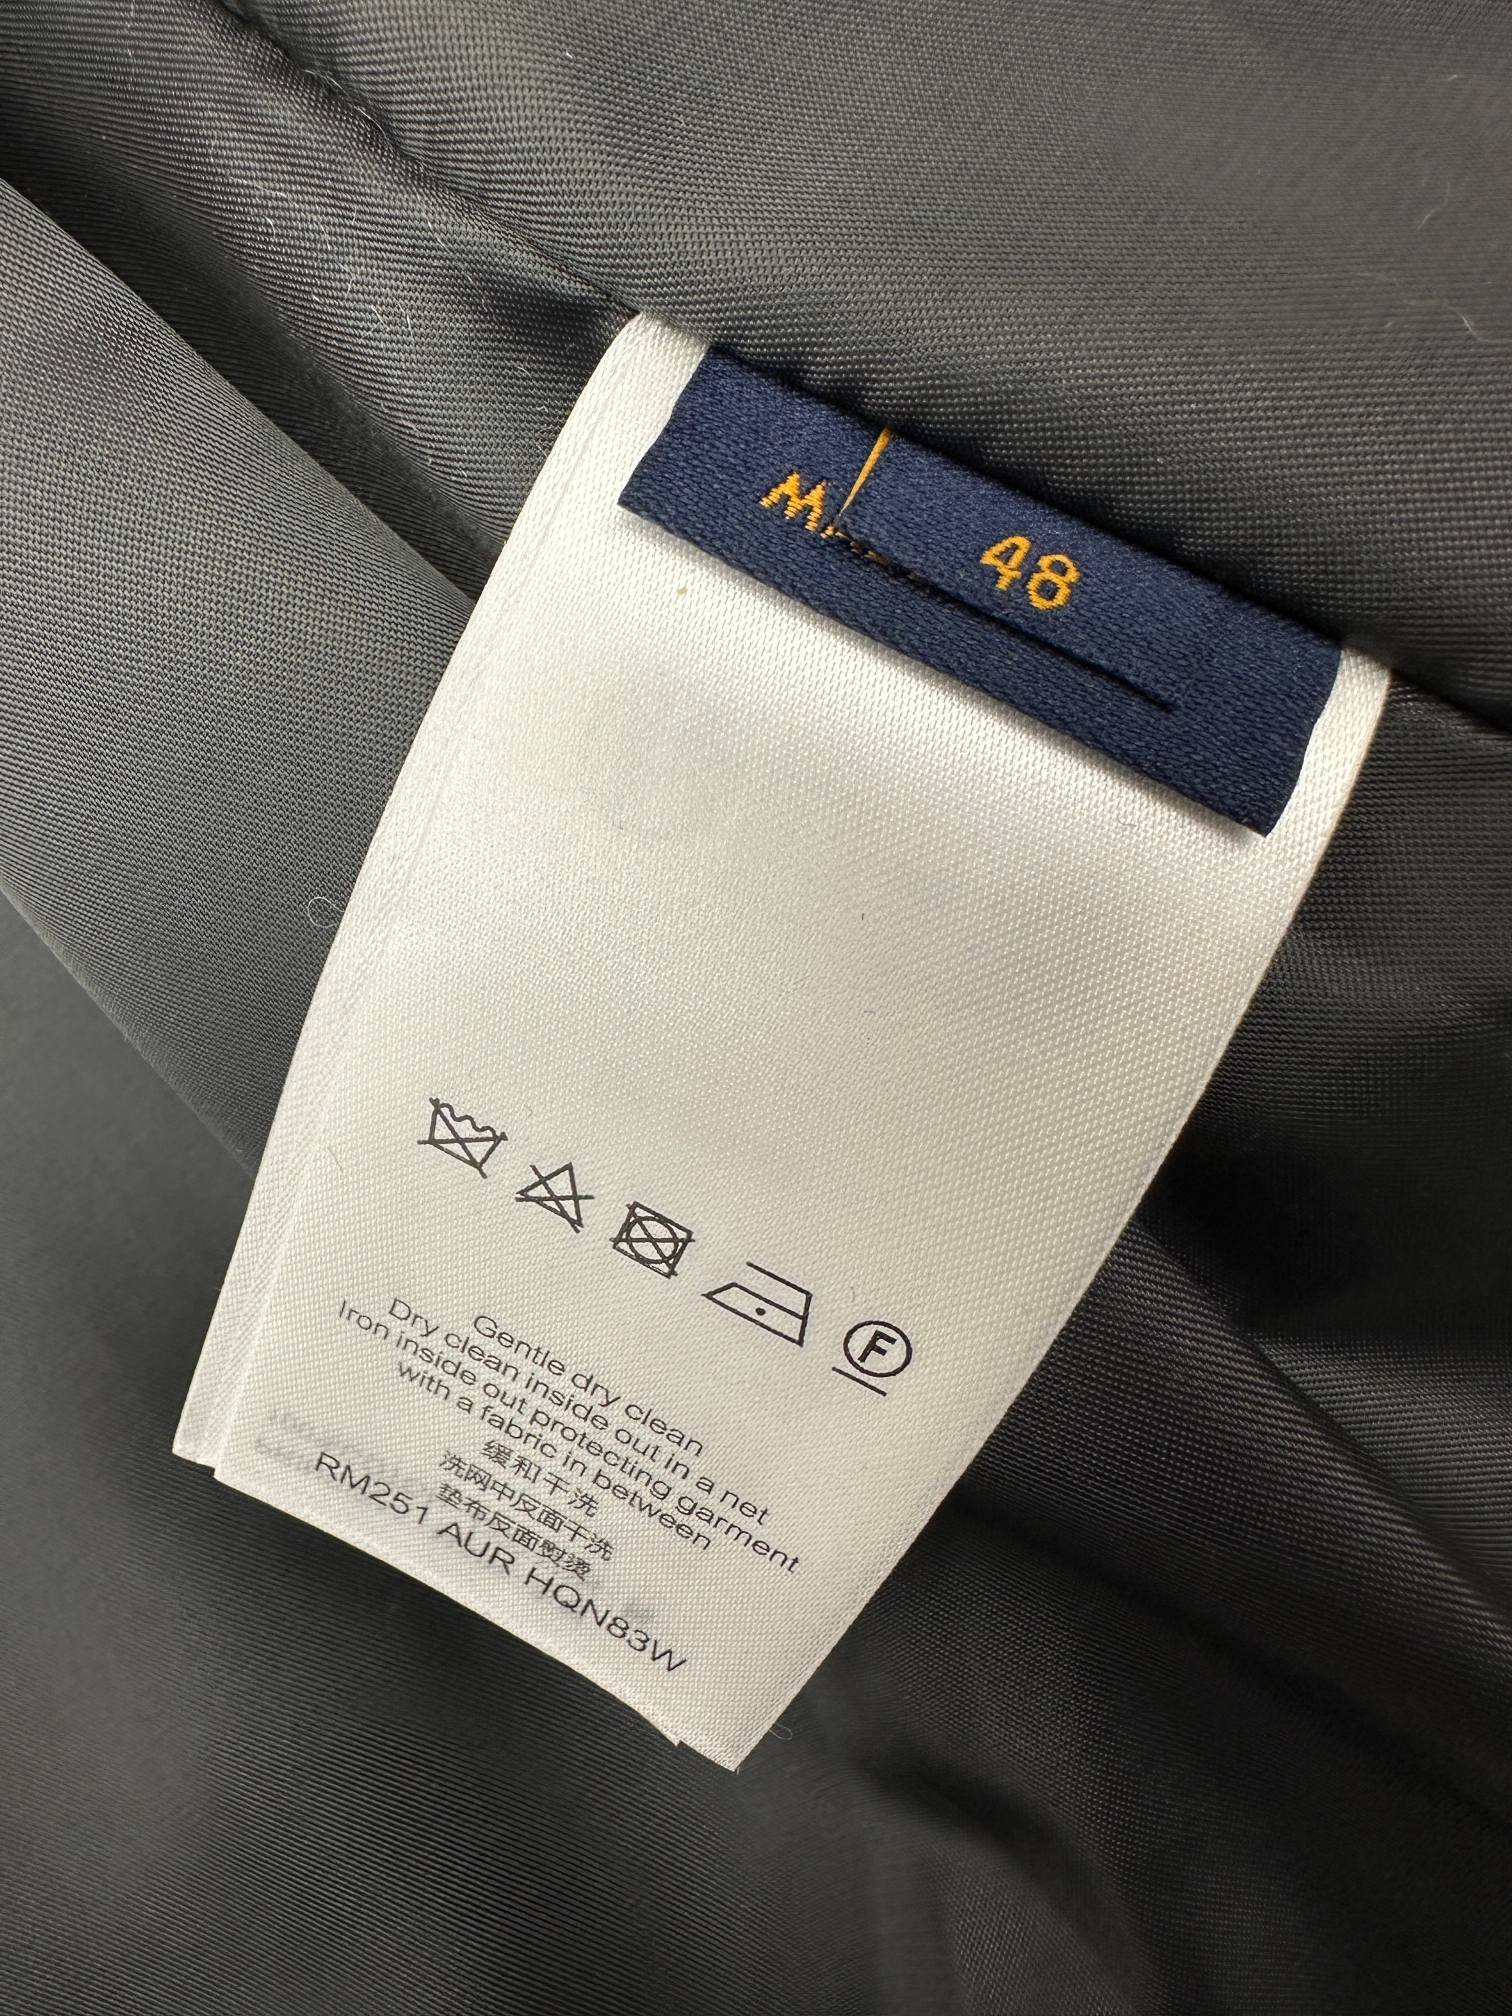 48
F
Gentle dry clean
Dry clean inside out in a net
Iron inside out protecting garment
with a fabric in between
缓和干洗
洗网中反面干洗
垫布反面熨烫
RM251 AUR HQN83W